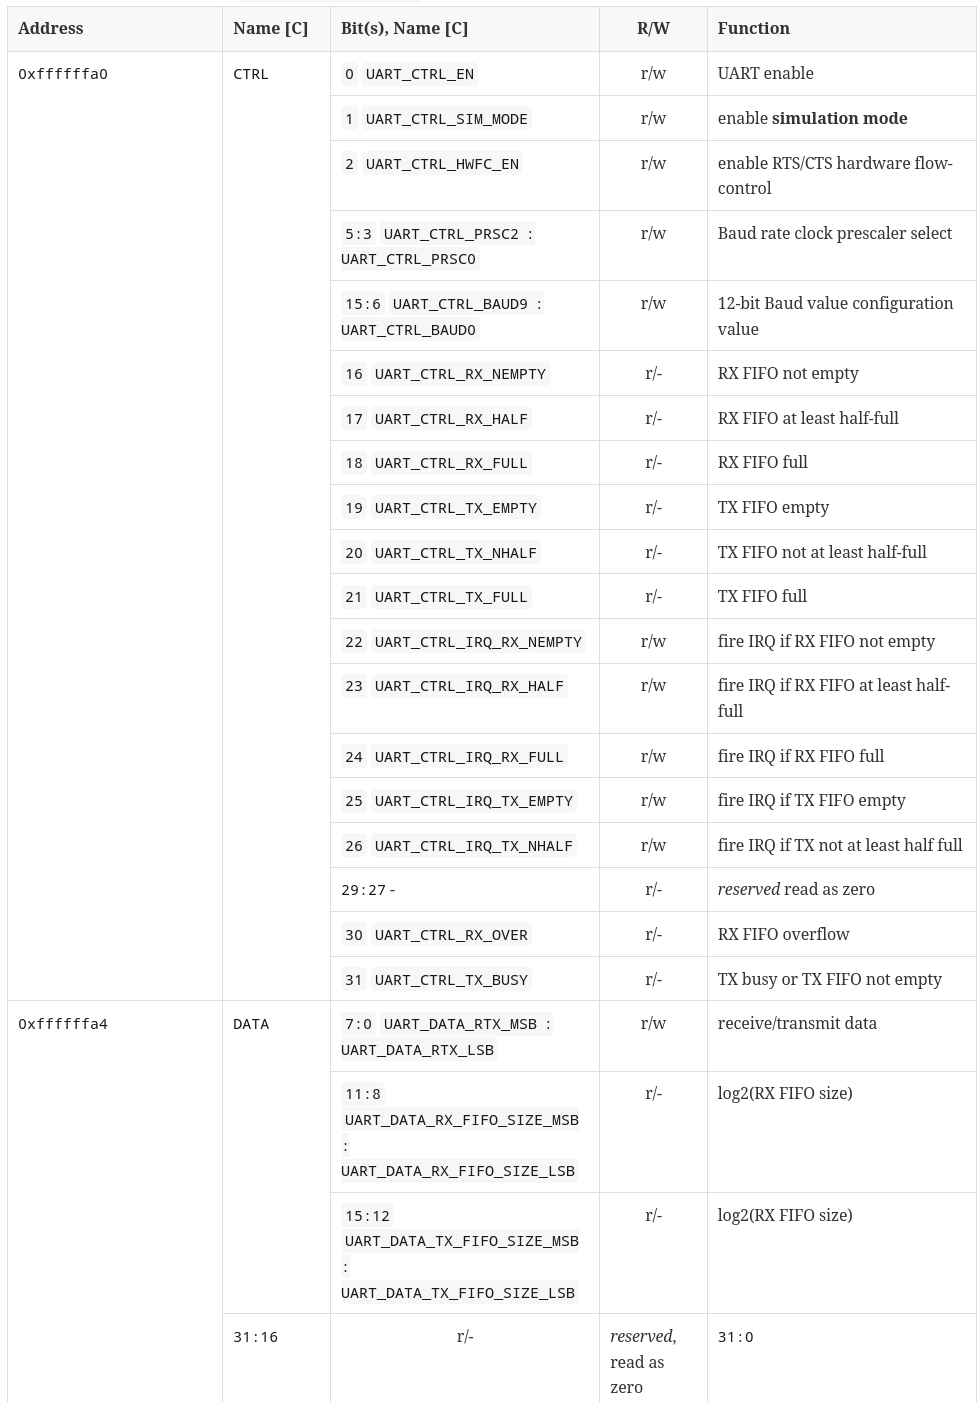 Address Name [C] Bit(s), Name [C] R/W Function
0xffffffa0 CTRL 0 UART_CTRL_EN r/w UART enable
1 UART_CTRL_SIM_MODE r/w enable simulation mode
2 UART_CTRL_HWFC_EN r/w enable RTS/CTS hardware flow-
control
5:3 UART_CTRL_PRSC2 : r/w Baud rate clock prescaler select
UART_CTRL_PRSC0
15:6 UART_CTRL_BAUD9 : r/w 12-bit Baud value configuration
UART_CTRL_BAUD0 value
16 UART_CTRL_RX_NEMPTY r/- RX FIFO not empty
17 UART_CTRL_RX_HALF r/- RX FIFO at least half-full
18 UART_CTRL_RX_FULL r/- RX FIFO full
19 UART_CTRL_TX_EMPTY r/- TX FIFO empty
20 UART_CTRL_TX_NHALF r/- TX FIFO not at least half-full
21 UART_CTRL_TX_FULL r/- TX FIFO full
22 UART_CTRL_IRQ_RX_NEMPTY r/w fire IRQ if RX FIFO not empty
23 UART_CTRL_IRQ_RX_HALF r/w fire IRQ if RX FIFO at least half-
full
24 UART_CTRL_IRQ_RX_FULL r/w fire IRQ if RX FIFO full
25 UART_CTRL_IRQ_TX_EMPTY r/w fire IRQ if TX FIFO empty
26 UART_CTRL_IRQ_TX_NHALF r/w fire IRQ if TX not at least half full
29:27 - r/- reserved read as zero
30 UART_CTRL_RX_OVER r/- RX FIFO overflow
31 UART_CTRL_TX_BUSY r/- TX busy or TX FIFO not empty
0xffffffa4 DATA 7:0 UART_DATA_RTX_MSB : r/w receive/transmit data
UART_DATA_RTX_LSB
11:8 r/- log2(RX FIFO size)
UART_DATA_RX_FIFO_SIZE_MSB
:
UART_DATA_RX_FIFO_SIZE_LSB
15:12 r/- log2(RX FIFO size)
UART_DATA_TX_FIFO_SIZE_MSB
:
UART_DATA_TX_FIFO_SIZE_LSB
31:16 r/- reserved, 31:0
read as
zero